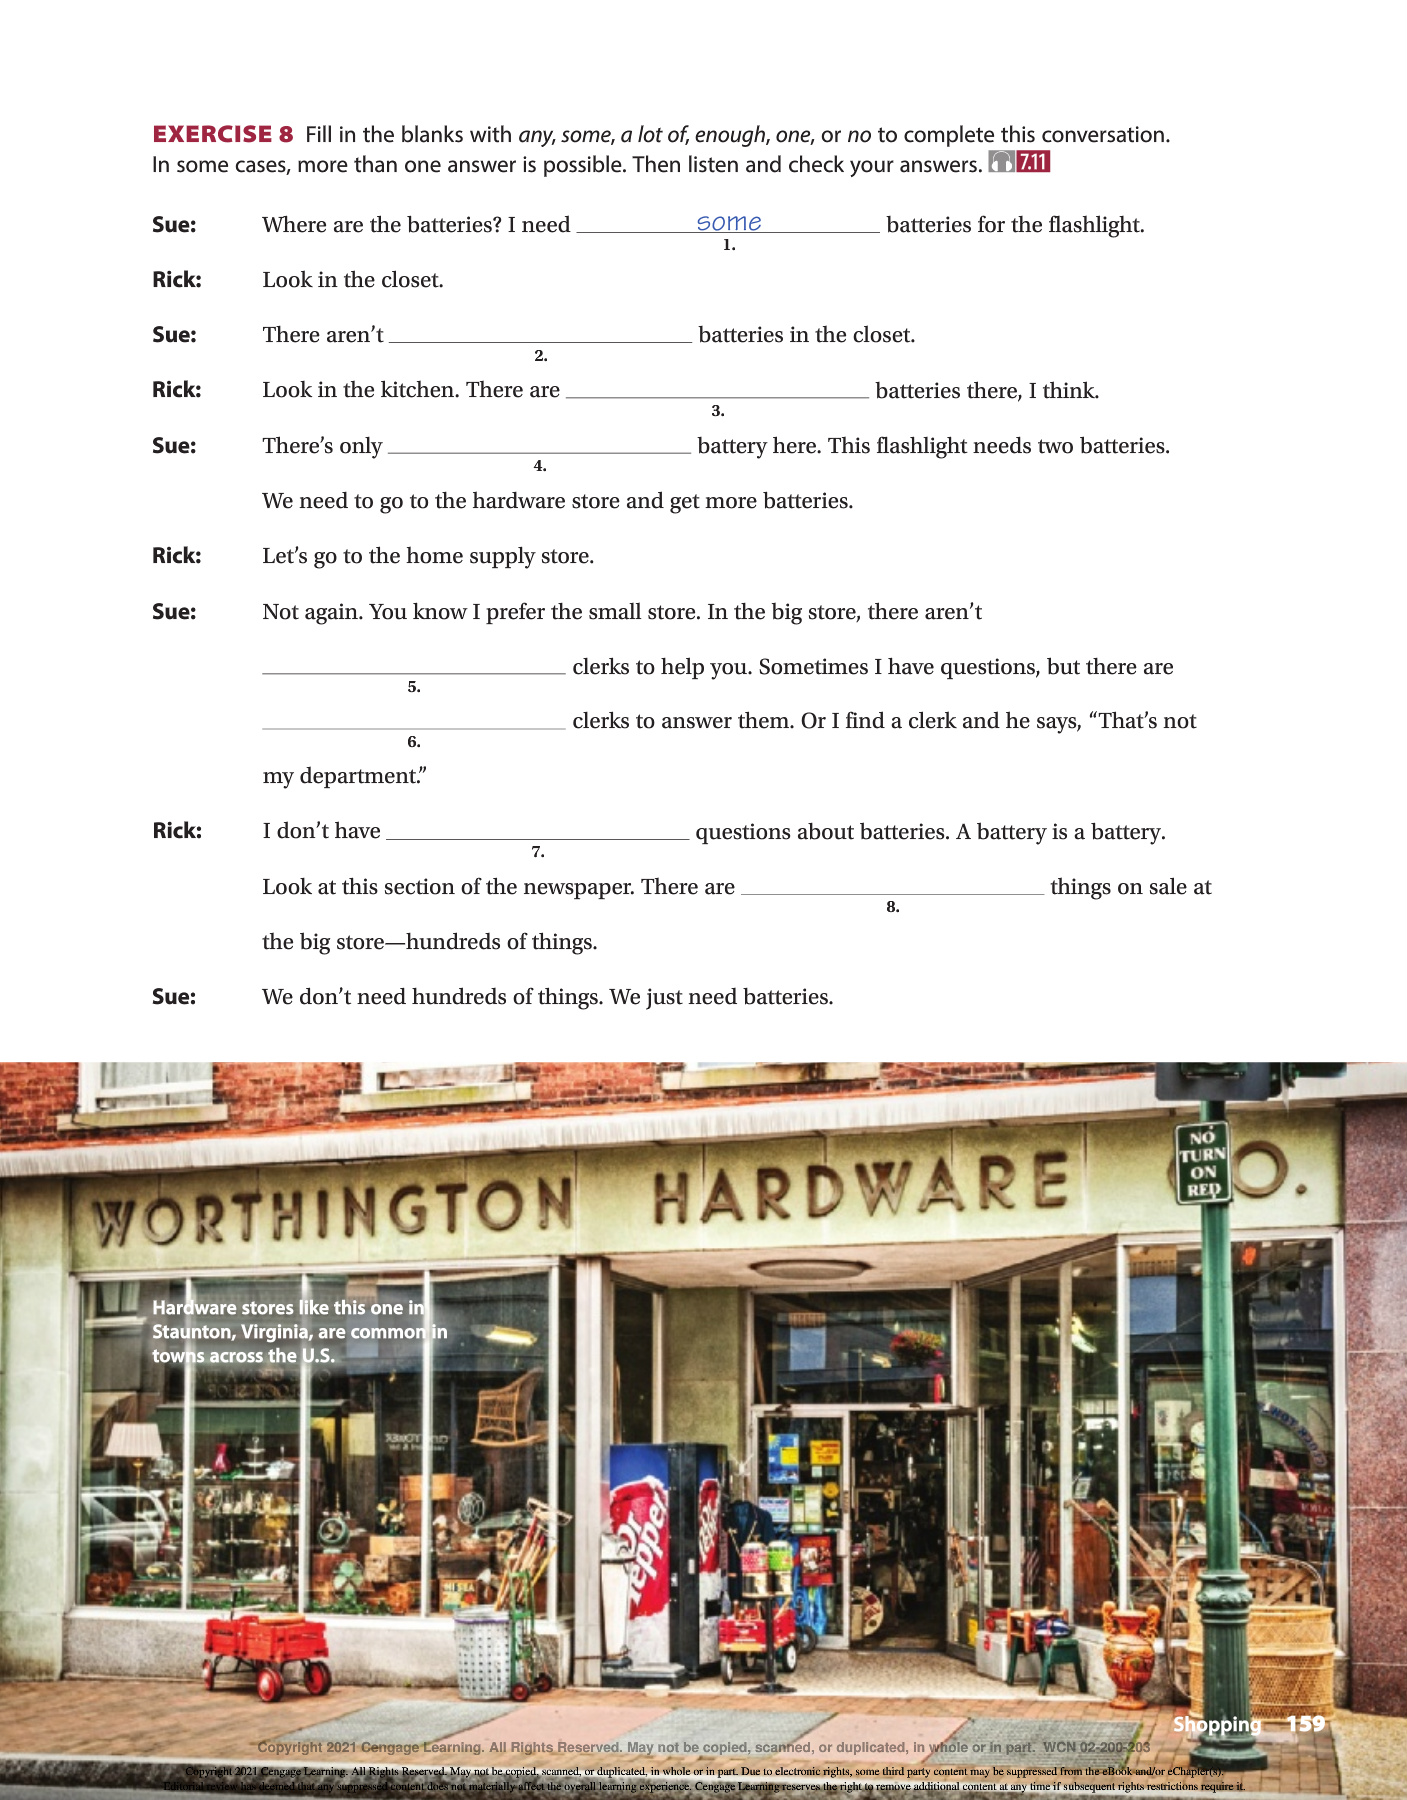 EXERCISE 8 Fill in the blanks with any, some, a lot of, enough, one, or no to complete this conversation.
In some cases, more than one answer is possible. Then listen and check your answers. 7.11
Sue: Where are the batteries? I need some batteries for the flashlight.
1.
Rick: Look in the closet.
Sue: There aren’t ____ batteries in the closet.
2.
Rick: Look in the kitchen. There are ____ batteries there, I think.
3.
Sue: There’s only ____ battery here. This flashlight needs two batteries.
4.
We need to go to the hardware store and get more batteries.
Rick: Let’s go to the home supply store.
Sue: Not again. You know I prefer the small store. In the big store, there aren’t
____ clerks to help you. Sometimes I have questions, but there are
5.
____ clerks to answer them. Or I find a clerk and he says, “That’s not
6.
my department.”
Rick: I don’t have ____ questions about batteries. A battery is a battery.
7.
Look at this section of the newspaper. There are ____ things on sale at
8.
the big store—hundreds of things.
Sue: We don’t need hundreds of things. We just need batteries.
NO
TURN
ON
RED
WORTHINGTON HARDWARE CO.
Hardware stores like this one in
Staunton, Virginia, are common in
towns across the U.S.
Dr Pepper
Shopping 159
Copyright 2021 Cengage Learning. All Rights Reserved. May not be copied, scanned, or duplicated, in whole or in part. WCN 02-200-203
Copyright 2021 Cengage Learning. All Rights Reserved. May not be copied, scanned, or duplicated, in whole or in part. Due to electronic rights, some third party content may be suppressed from the eBook and/or eChapter(s).
Editorial review has deemed that any suppressed content does not materially affect the overall learning experience. Cengage Learning reserves the right to remove additional content at any time if subsequent rights restrictions require it.